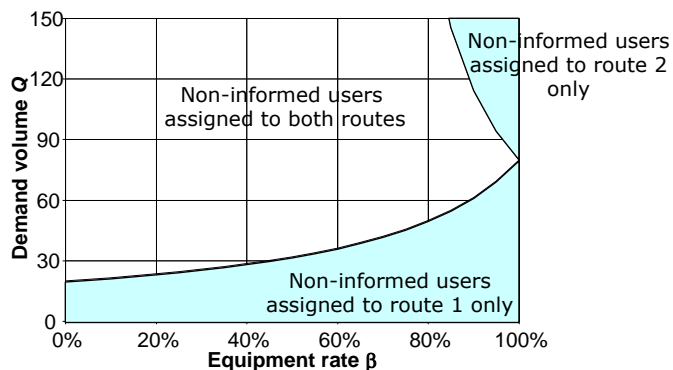 150
120
90
60
30
0
Demand volume Q
Non-informed users
assigned to route 2
only
Non-informed users
assigned to both routes
Non-informed users
assigned to route 1 only
0%
20%
40%
60%
80%
100%
Equipment rate β